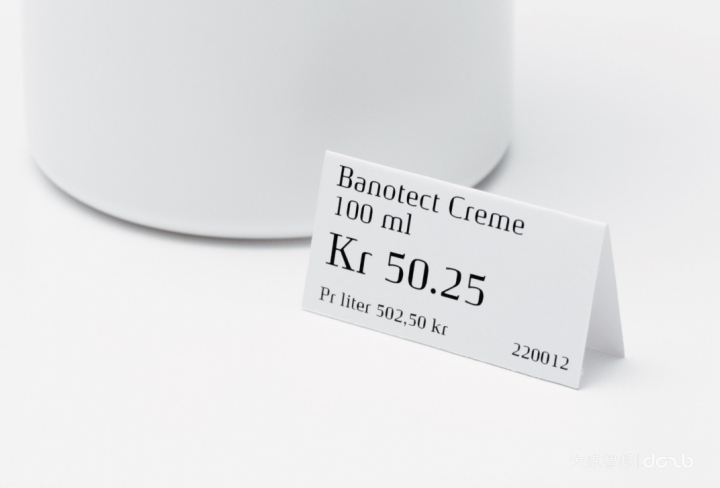 Banotect Creme
100 ml
Kr 50.25
Pr liter 502,50 kr
220012